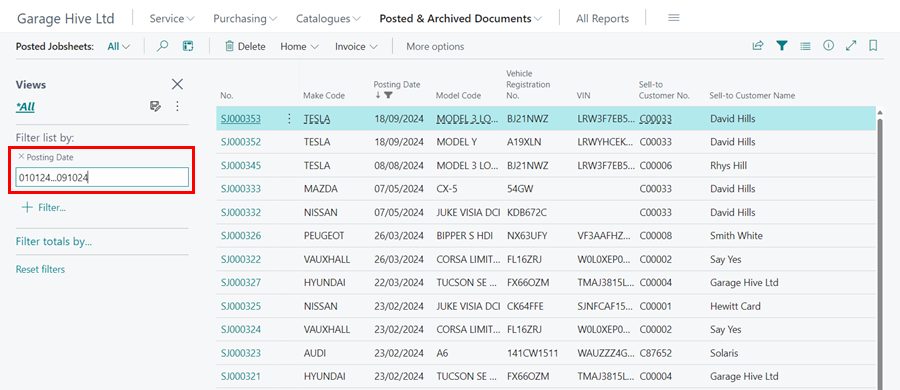 Garage Hive Ltd Service Purchasing Catalogues Posted & Archived Documents All Reports
Posted Jobsheets: All Delete Home Invoice More options
Views
*All
Filter list by:
× Posting Date
010124...091024
+ Filter...
Filter totals by...
Reset filters
No. Make Code Posting Date Model Code Vehicle Registration No. VIN Sell-to Customer No. Sell-to Customer Name
SJ000353 TESLA 18/09/2024 MODEL 3 LO... BJ21NWZ LRW3F7EB5... C00033 David Hills
SJ000352 TESLA 18/09/2024 MODEL Y A19XLN LRWYHCEK... C00033 David Hills
SJ000345 TESLA 08/08/2024 MODEL 3 LO... BJ21NWZ LRW3F7EB5... C00006 Rhys Hill
SJ000333 MAZDA 07/05/2024 CX-5 54GW C00033 David Hills
SJ000332 NISSAN 07/05/2024 JUKE VISIA DCI KDB672C C00033 David Hills
SJ000326 PEUGEOT 26/03/2024 BIPPER S HDI NX63UFY VF3AAFHZ... C00008 Smith White
SJ000322 VAUXHALL 26/03/2024 CORSA LIMIT... FL16ZRJ W0L0XEP0... C00002 Say Yes
SJ000327 HYUNDAI 22/03/2024 TUCSON SE ... FX66OZM TMAJ3815L... C00004 Garage Hive Ltd
SJ000325 NISSAN 23/02/2024 JUKE VISIA DCI CK64FFE SJNFCAF15... C00001 Hewitt Card
SJ000324 VAUXHALL 23/02/2024 CORSA LIMIT... FL16ZRJ W0L0XEP0... C00002 Say Yes
SJ000323 AUDI 23/02/2024 A6 141CW1511 WAUZZZ4G... C87652 Solaris
SJ000321 HYUNDAI 23/02/2024 TUCSON SE ... FX66OZM TMAJ3815L... C00004 Garage Hive Ltd